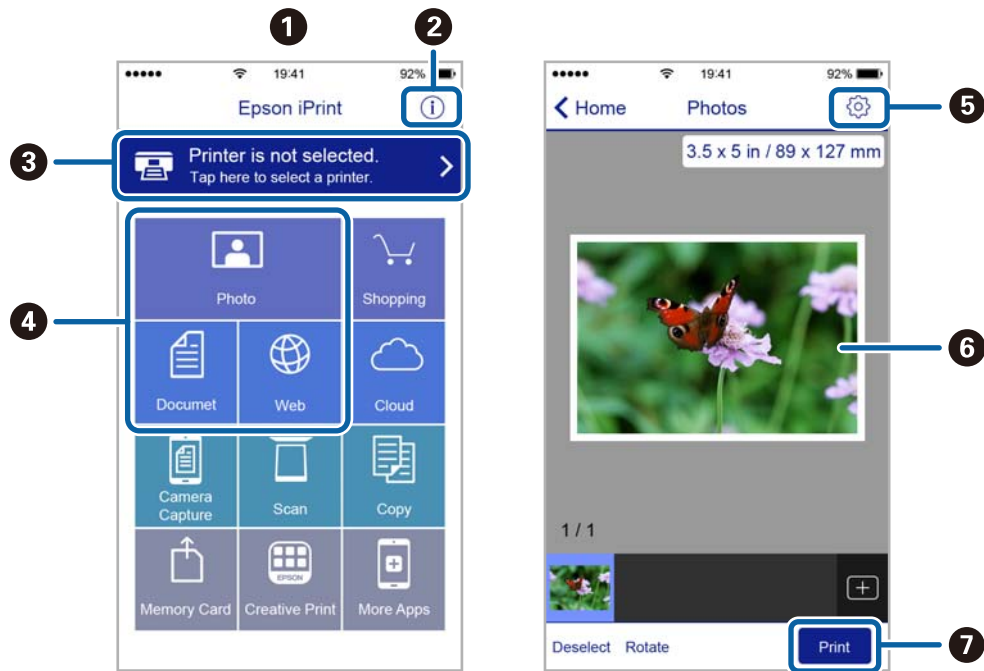 1
2
19:41
92%
Epson iPrint
3
Printer is not selected.
Tap here to select a printer.
4
Photo
Shopping
Documet
Web
Cloud
Camera
Capture
Scan
Copy
EPSON
Memory Card
Creative Print
More Apps
19:41
92%
Home
Photos
5
3.5 x 5 in / 89 x 127 mm
6
1 / 1
Deselect
Rotate
Print
7